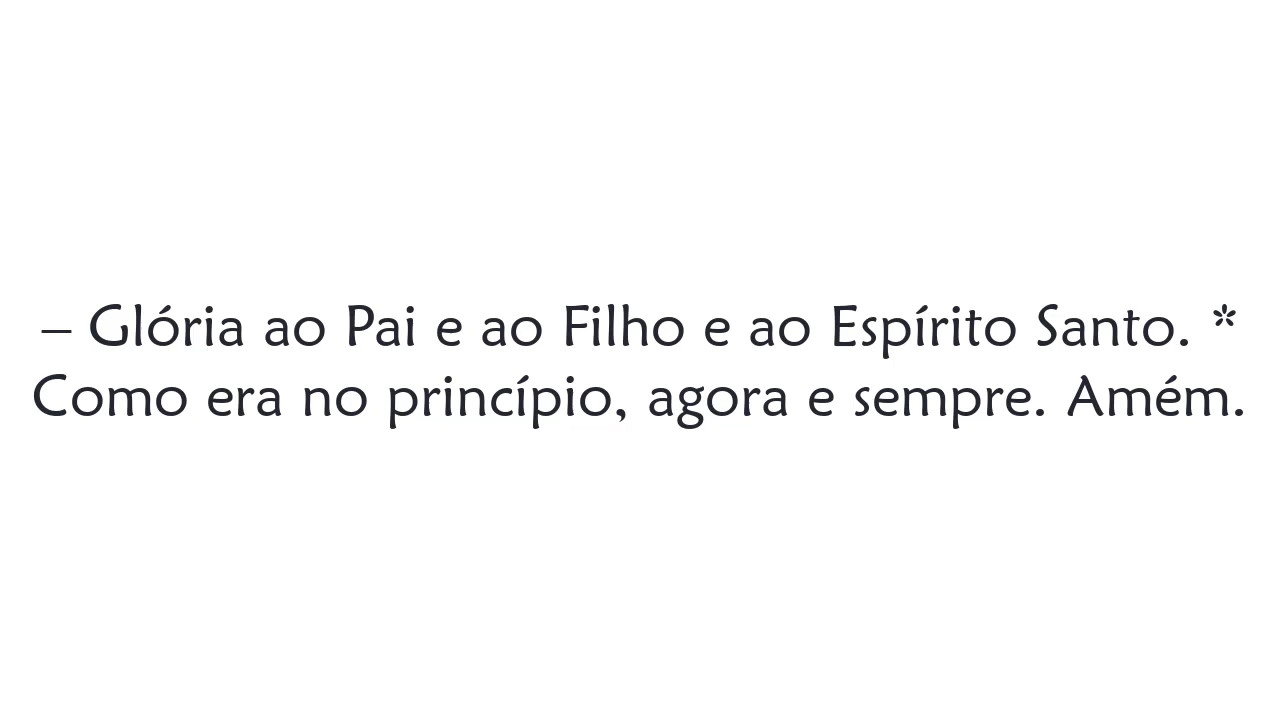 – Glória ao Pai e ao Filho e ao Espírito Santo. *
Como era no princípio, agora e sempre. Amém.